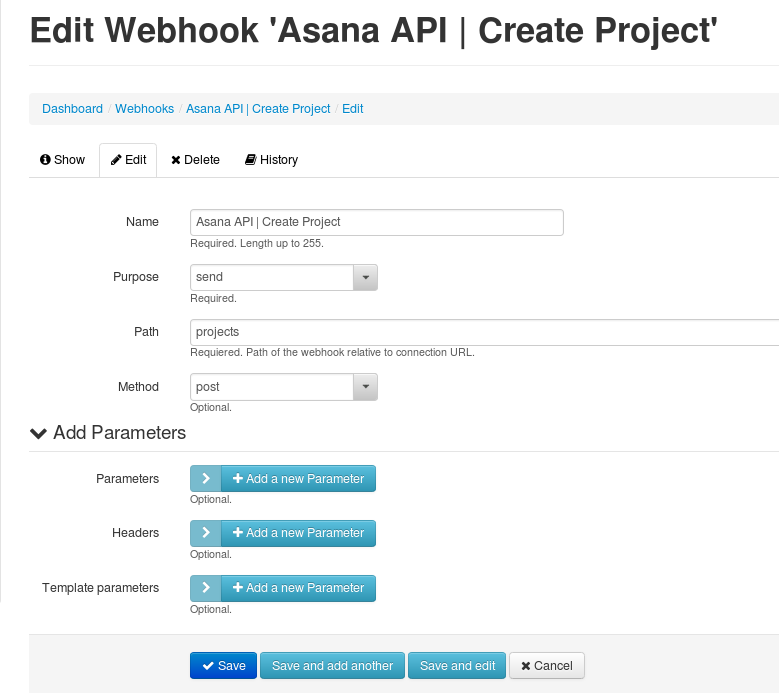 Edit Webhook 'Asana API | Create Project'
Dashboard / Webhooks / Asana API | Create Project / Edit
Show Edit Delete History
Name Asana API | Create Project
Required. Length up to 255.
Purpose send
Required.
Path projects
Requiered. Path of the webhook relative to connection URL.
Method post
Optional.
Add Parameters
Parameters Add a new Parameter
Optional.
Headers Add a new Parameter
Optional.
Template parameters Add a new Parameter
Optional.
Save Save and add another Save and edit Cancel